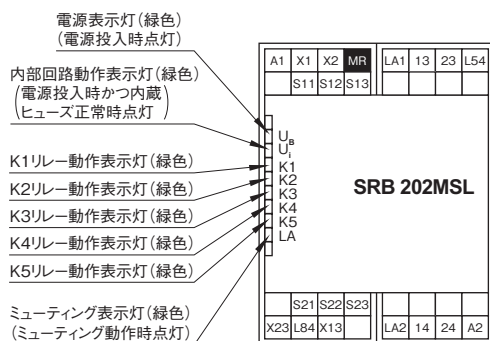 電源表示灯(緑色)
(電源投入時点灯)
内部回路動作表示灯(緑色)
(電源投入時かつ内蔵
ヒューズ正常時点灯)
K1リレー動作表示灯(緑色)
K2リレー動作表示灯(緑色)
K3リレー動作表示灯(緑色)
K4リレー動作表示灯(緑色)
K5リレー動作表示灯(緑色)
ミューティング表示灯(緑色)
(ミューティング動作時点灯)
A1 X1 X2 MR LA1 13 23 L54
S11 S12 S13
UB
Ui
K1
K2
K3
K4
K5
LA
SRB 202MSL
S21 S22 S23
X23 L84 X13 LA2 14 24 A2